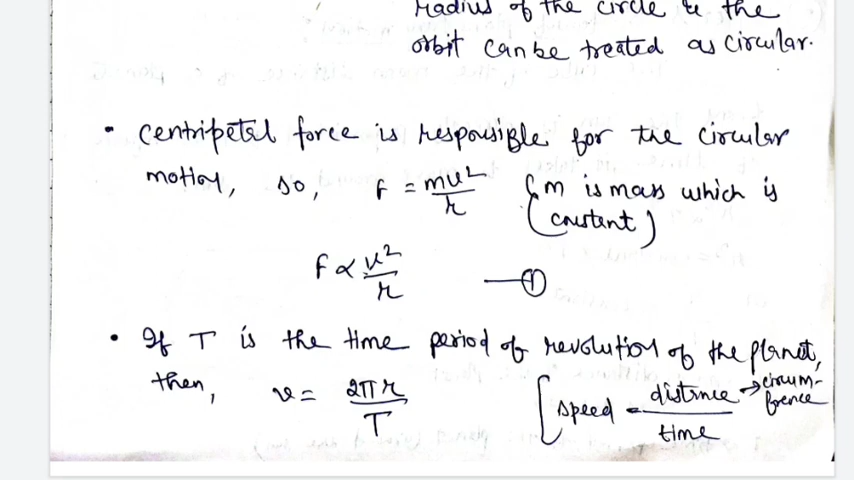 radius of the circle & the
orbit can be treated as circular.
• Centripetal force is responsible for the circular
motion, so, F = mv²/r (m is mass which is
constant)
F ∝ v²/r —①
• If T is the time period of revolution of the planet,
then, v = 2πr/T [speed = distance/time → circum-
ference